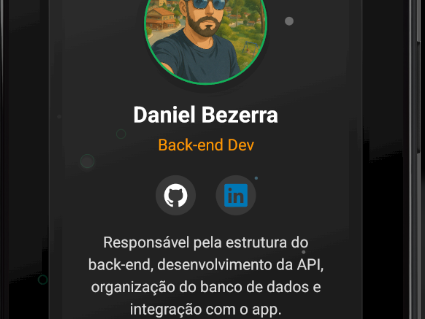 Daniel Bezerra
Back-end Dev
in
Responsável pela estrutura do
back-end, desenvolvimento da API,
organização do banco de dados e
integração com o app.